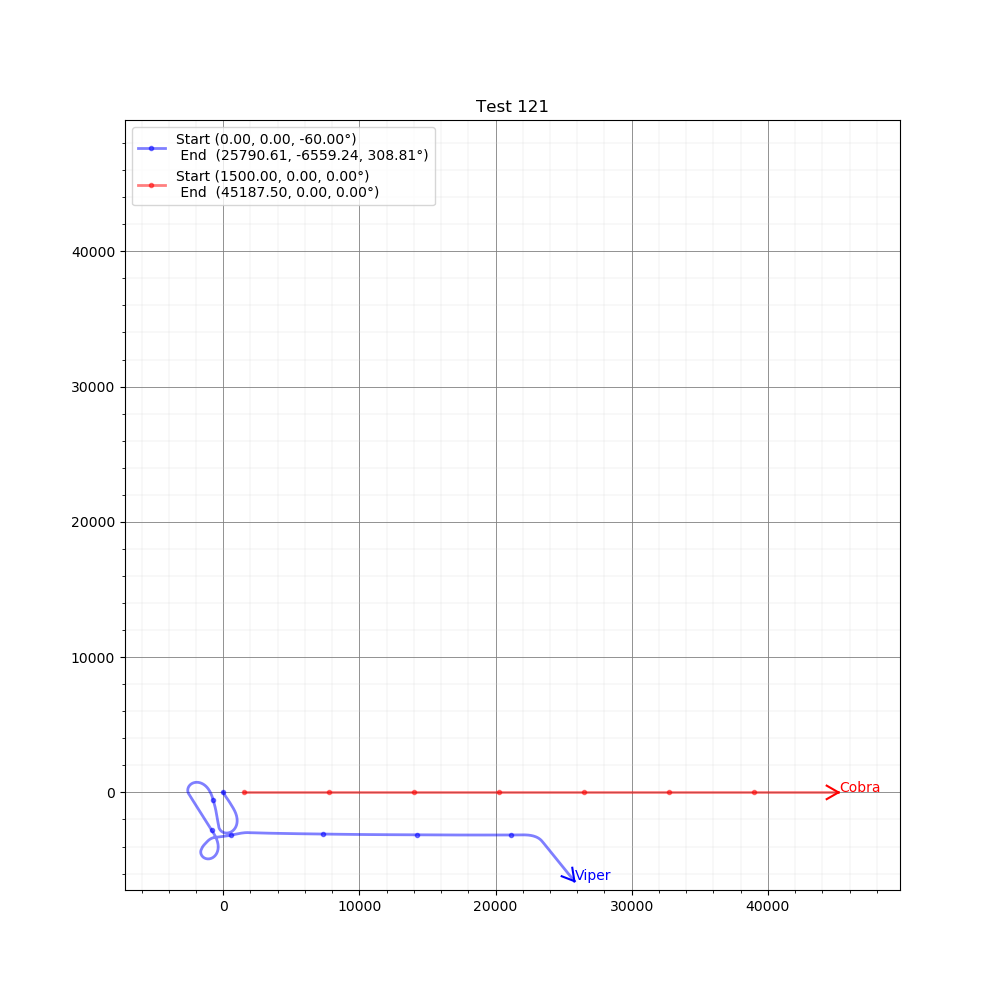 Test 121
Start (0.00, 0.00, -60.00°)
End  (25790.61, -6559.24, 308.81°)
Start (1500.00, 0.00, 0.00°)
End  (45187.50, 0.00, 0.00°)
40000
30000
20000
10000
0
Cobra
Viper
0 10000 20000 30000 40000